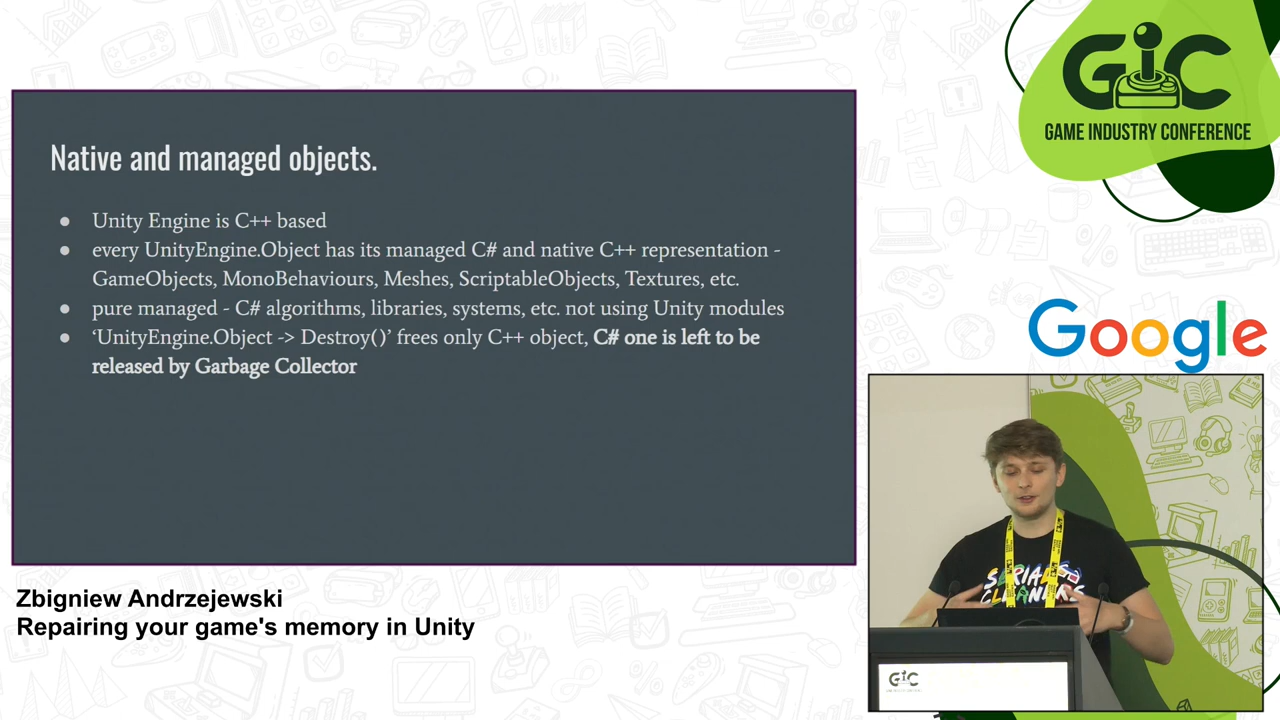 GIC
GAME INDUSTRY CONFERENCE
Native and managed objects.
● Unity Engine is C++ based
● every UnityEngine.Object has its managed C# and native C++ representation -
GameObjects, MonoBehaviours, Meshes, ScriptableObjects, Textures, etc.
● pure managed - C# algorithms, libraries, systems, etc. not using Unity modules
● ‘UnityEngine.Object -> Destroy()’ frees only C++ object, C# one is left to be
released by Garbage Collector
Google
SERIAL
CLEANERS
GIC
Zbigniew Andrzejewski
Repairing your game's memory in Unity